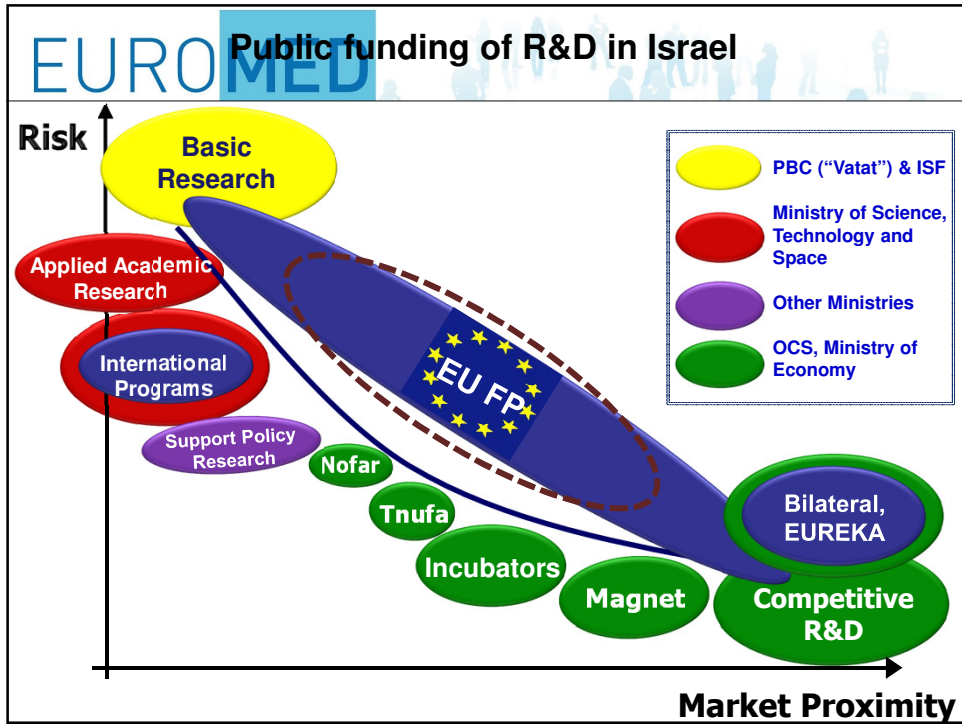 EUROMED
Public funding of R&D in Israel
Risk
Basic
Research
PBC (“Vatat”) & ISF
Ministry of Science,
Technology and
Space
Other Ministries
OCS, Ministry of
Economy
Applied Academic
Research
International
Programs
Support Policy
Research
EU FP
Nofar
Tnufa
Incubators
Magnet
Bilateral,
EUREKA
Competitive
R&D
Market Proximity